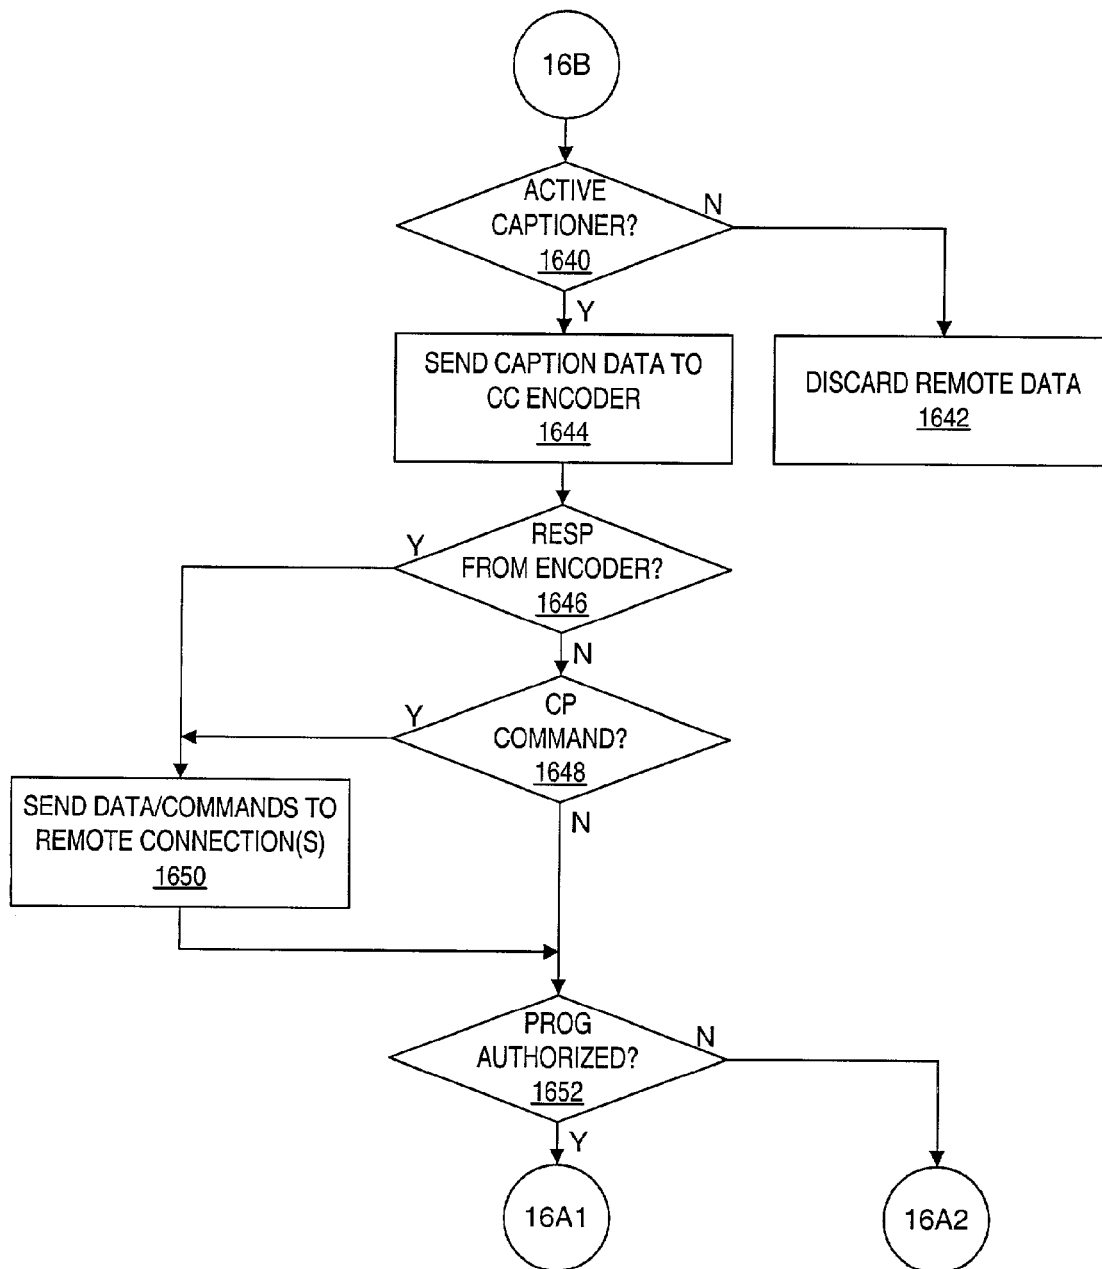 16B
ACTIVE
CAPTIONER?
1640
N
Y
SEND CAPTION DATA TO
CC ENCODER
1644
DISCARD REMOTE DATA
1642
RESP
FROM ENCODER?
1646
Y
N
CP
COMMAND?
1648
Y
N
SEND DATA/COMMANDS TO
REMOTE CONNECTION(S)
1650
PROG
AUTHORIZED?
1652
N
Y
16A1
16A2